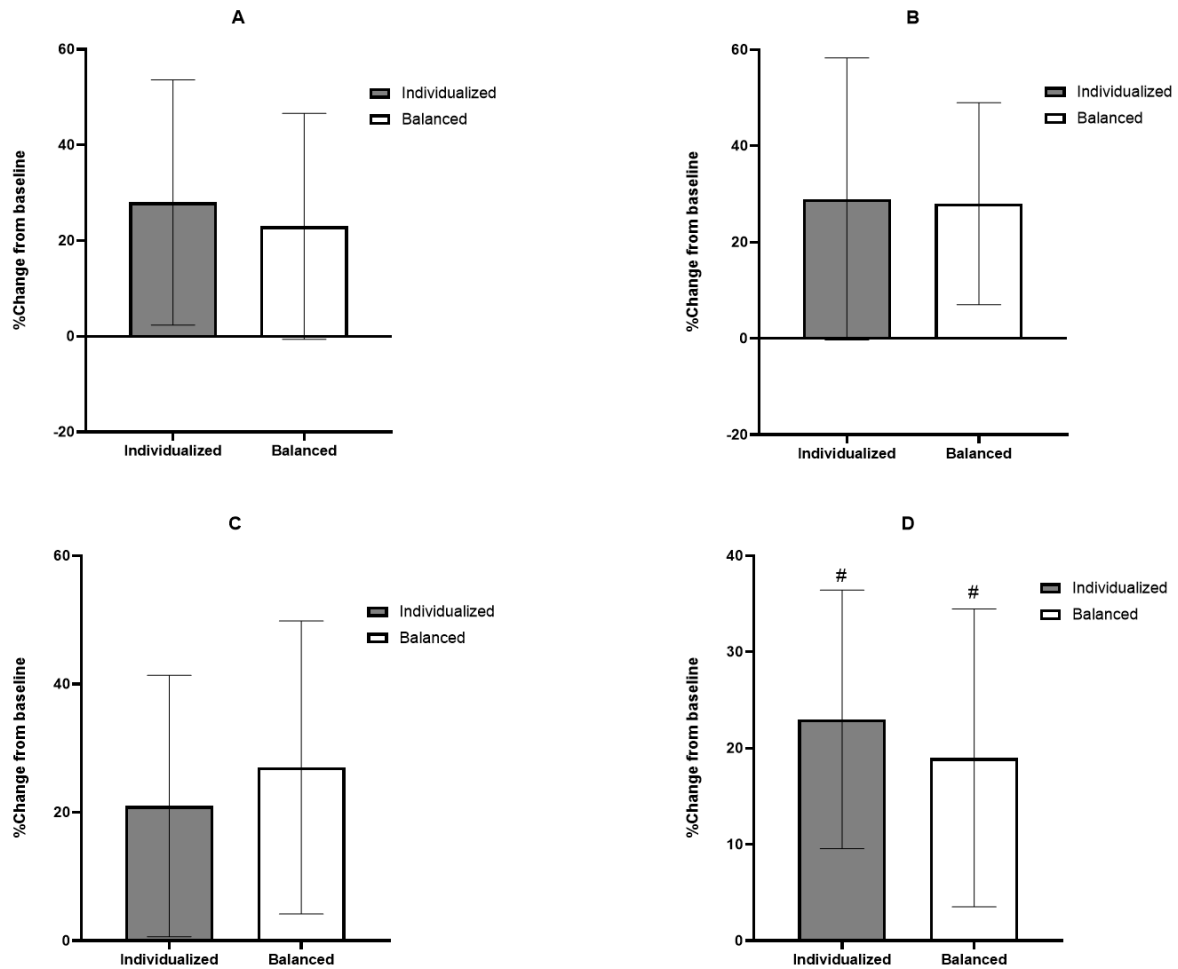 A
%Change from baseline
60
40
20
0
-20
Individualized
Balanced
Individualized
Balanced
B
%Change from baseline
60
40
20
0
-20
Individualized
Balanced
Individualized
Balanced
C
%Change from baseline
60
40
20
0
Individualized
Balanced
Individualized
Balanced
D
%Change from baseline
40
30
20
10
0
# #
Individualized
Balanced
Individualized
Balanced